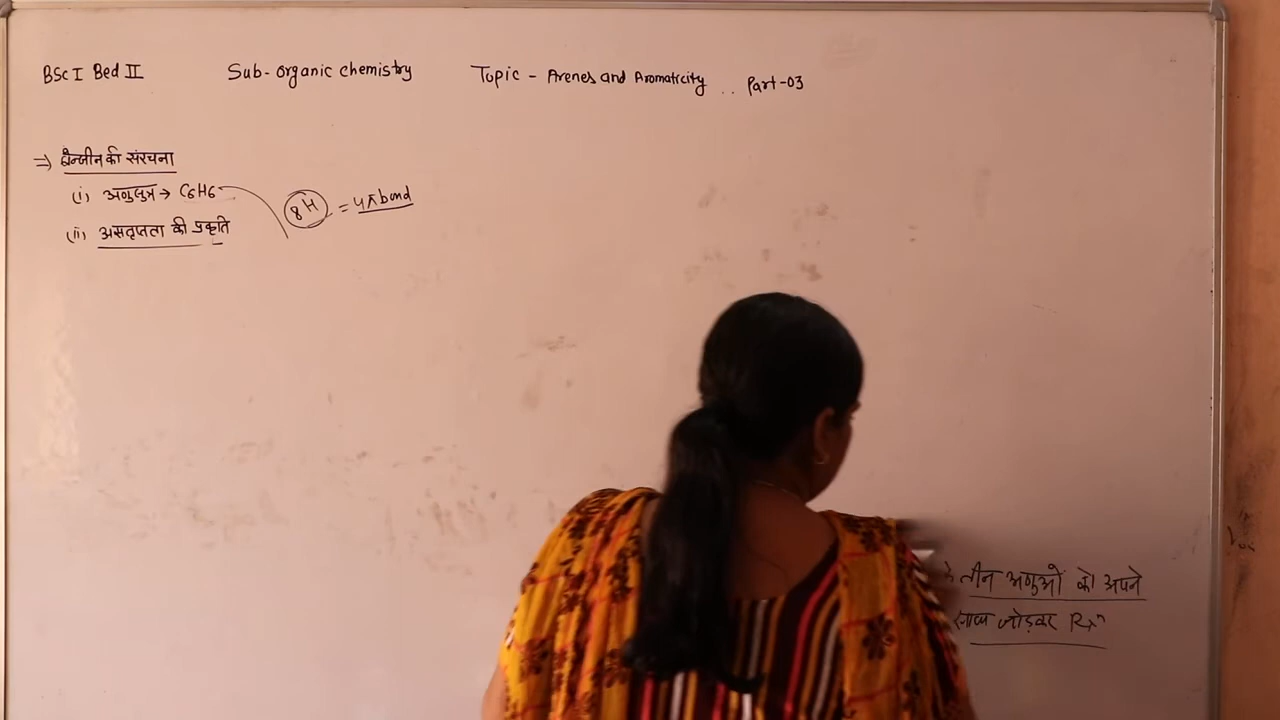 BSc I Bed II Sub- organic chemistry Topic - Arenes and Aromaticity .. Part-03
⇒ बैन्जीन की संरचना
(i) अणुसूत्र → C6H6
8H = 4π bond
(ii) असंतृप्तता की प्रकृति
तीन अणुओं को अपने
साथ जोड़कर Rxn